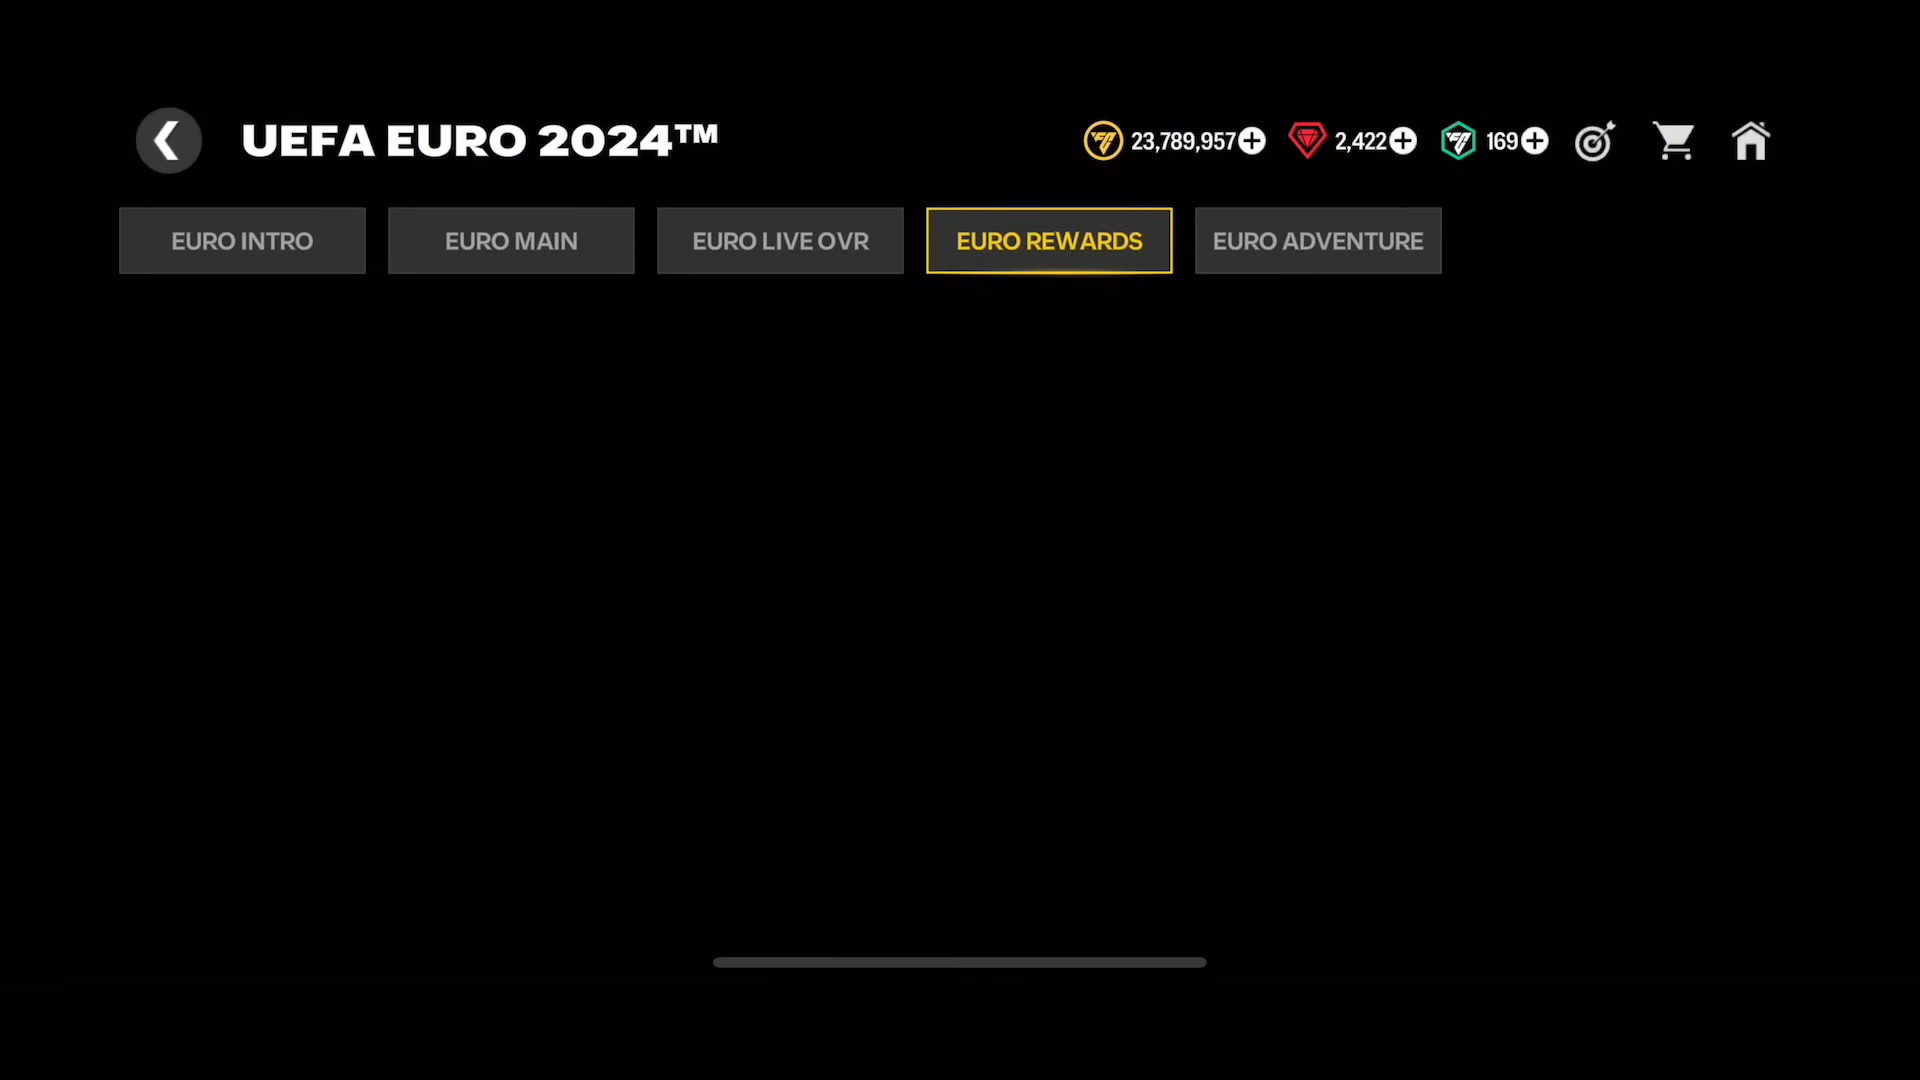 UEFA EURO 2024™
23,789,957
2,422
169
EURO INTRO
EURO MAIN
EURO LIVE OVR
EURO REWARDS
EURO ADVENTURE